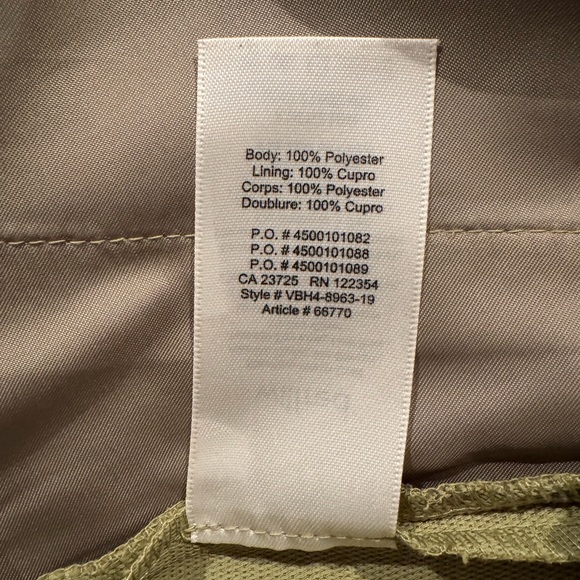 Body: 100% Polyester
Lining: 100% Cupro
Corps: 100% Polyester
Doublure: 100% Cupro
P.O. # 4500101082
P.O. # 4500101088
P.O. # 4500101089
CA 23725 RN 122354
Style # VBH4-8963-19
Article # 66770